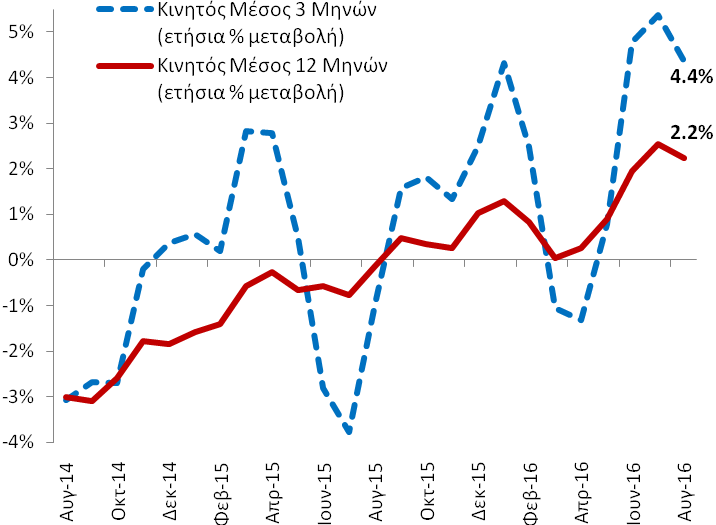 Κινητός Μέσος 3 Μηνών
(ετήσια % μεταβολή)
Κινητός Μέσος 12 Μηνών
(ετήσια % μεταβολή)
5%
4%
3%
2%
1%
0%
-1%
-2%
-3%
-4%
4.4%
2.2%
Αυγ-14
Οκτ-14
Δεκ-14
Φεβ-15
Απρ-15
Ιουν-15
Αυγ-15
Οκτ-15
Δεκ-15
Φεβ-16
Απρ-16
Ιουν-16
Αυγ-16